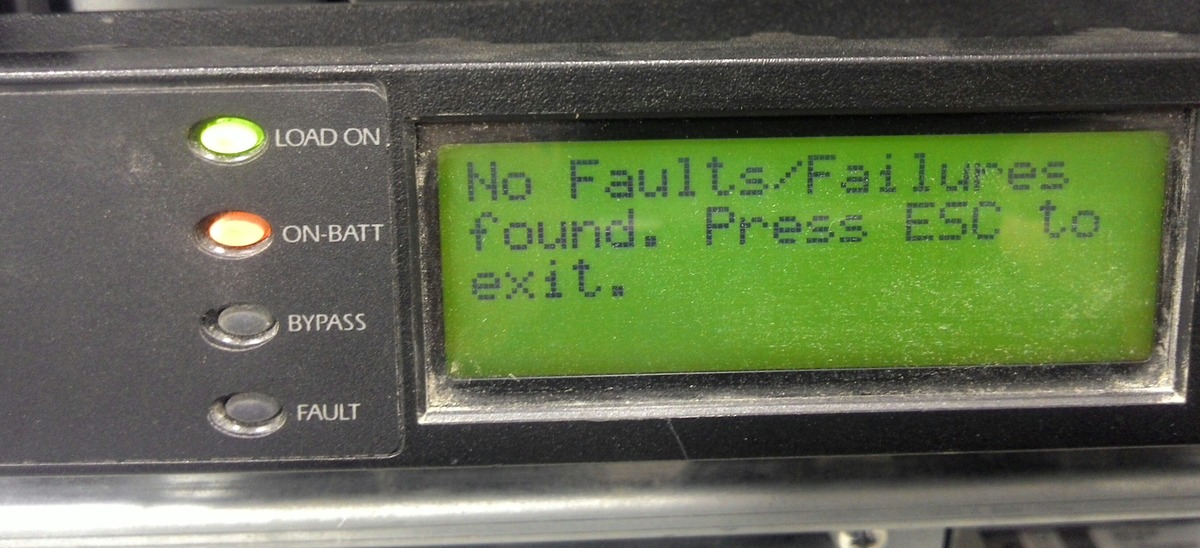 LOAD ON
ON-BATT
BYPASS
FAULT
No Faults/Failures
found. Press ESC to
exit.